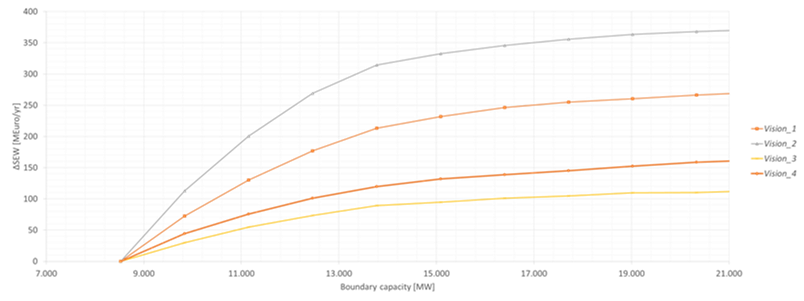 400
350
300
250
200
150
100
50
0
ΔSEW [MEuro/yr]
7.000 9.000 11.000 13.000 15.000 17.000 19.000 21.000
Boundary capacity [MW]
Vision_1
Vision_2
Vision_3
Vision_4